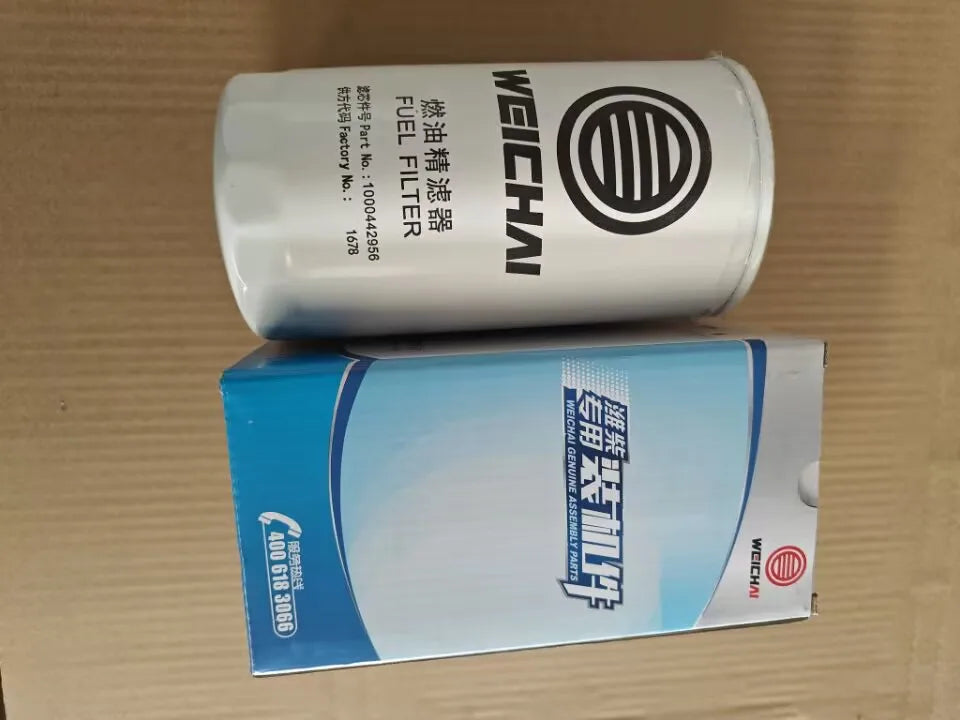 WEICHAI
燃油精滤器
FUEL FILTER
滤芯件号 Part No.: 1000442956
供方代码 Factory No.: 1678
WEICHAI
潍柴
专用
装机件
WEICHAI GENUINE ASSEMBLY PARTS
服务热线
400 618 3066